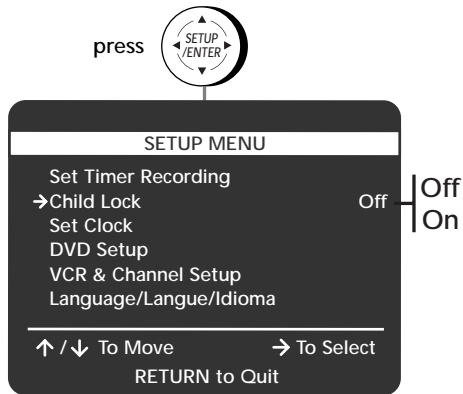 press
SETUP
/ENTER
SETUP MENU
Set Timer Recording
→Child Lock Off
Off
On
Set Clock
DVD Setup
VCR & Channel Setup
Language/Langue/Idioma
↑ / ↓ To Move → To Select
RETURN to Quit